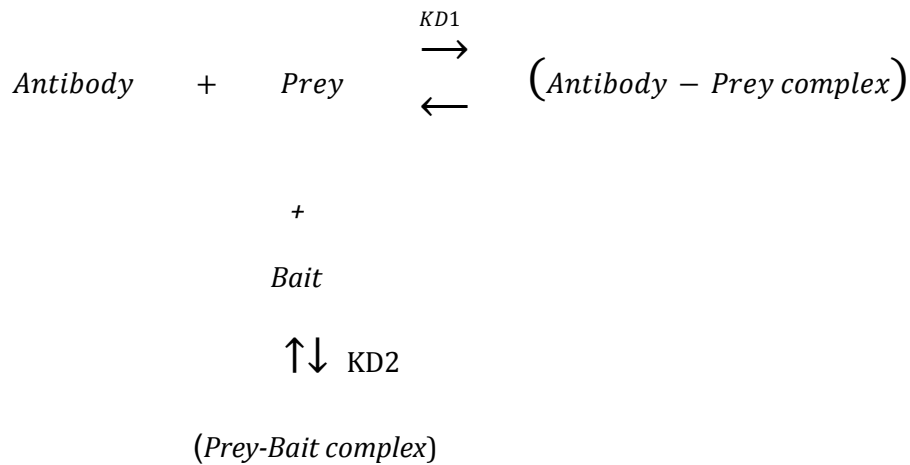 KD1
Antibody + Prey ⟶ (Antibody − Prey complex)
⟵
+
Bait
↑↓ KD2
(Prey-Bait complex)